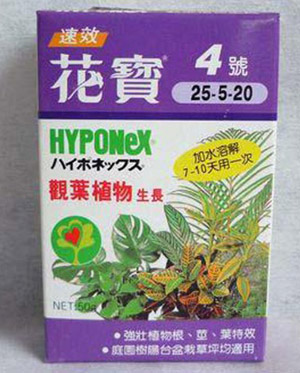 速效
花寶® 4號
25-5-20
HYPONeX®
ハイポネックス®
加水溶解
7-10天用一次
觀葉植物 生長
NET:50g
•強壯植物根、莖、葉特效
•庭園樹陽台盆栽草坪均適用